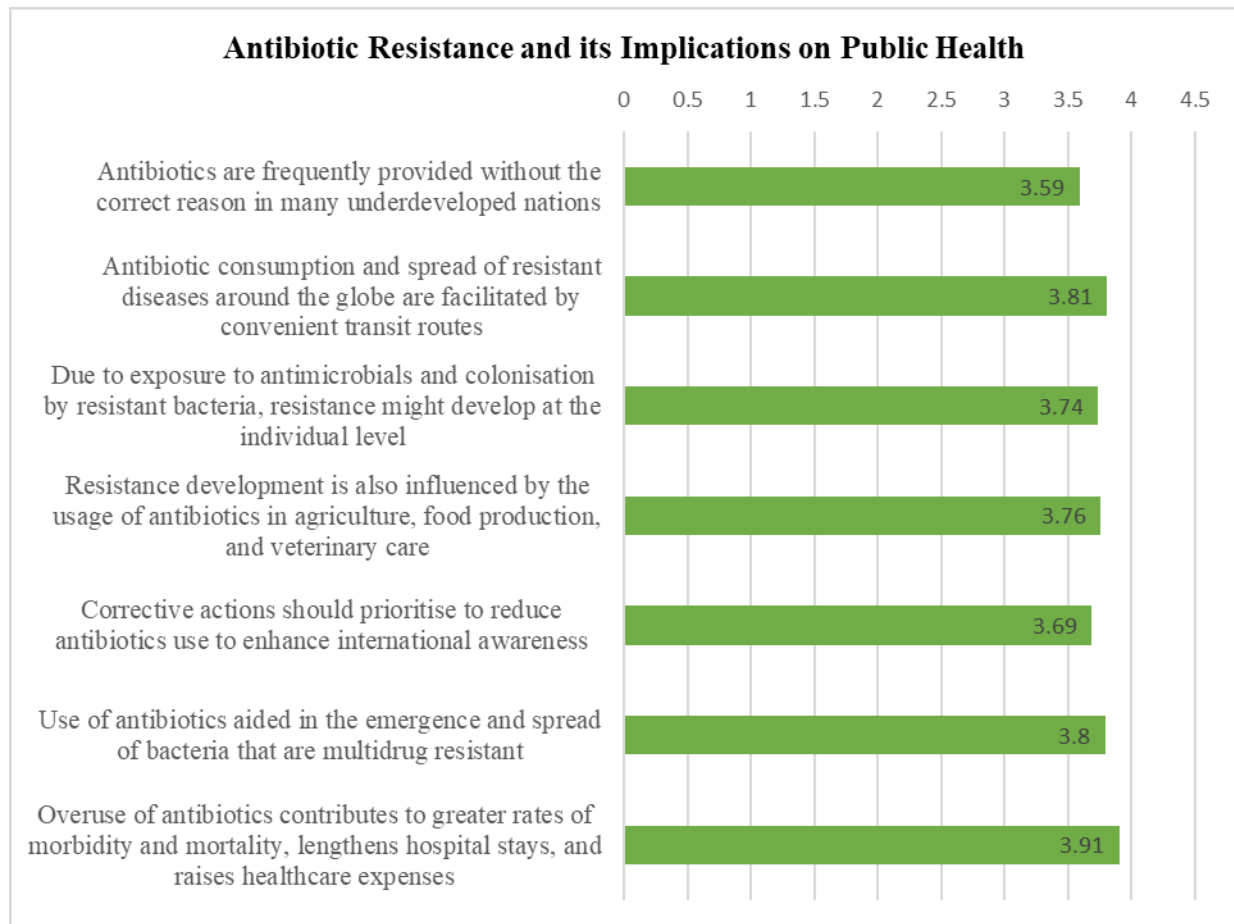 Antibiotic Resistance and its Implications on Public Health
0 0.5 1 1.5 2 2.5 3 3.5 4 4.5
Antibiotics are frequently provided without the
correct reason in many underdeveloped nations
3.59
Antibiotic consumption and spread of resistant
diseases around the globe are facilitated by
convenient transit routes
3.81
Due to exposure to antimicrobials and colonisation
by resistant bacteria, resistance might develop at the
individual level
3.74
Resistance development is also influenced by the
usage of antibiotics in agriculture, food production,
and veterinary care
3.76
Corrective actions should prioritise to reduce
antibiotics use to enhance international awareness
3.69
Use of antibiotics aided in the emergence and spread
of bacteria that are multidrug resistant
3.8
Overuse of antibiotics contributes to greater rates of
morbidity and mortality, lengthens hospital stays, and
raises healthcare expenses
3.91